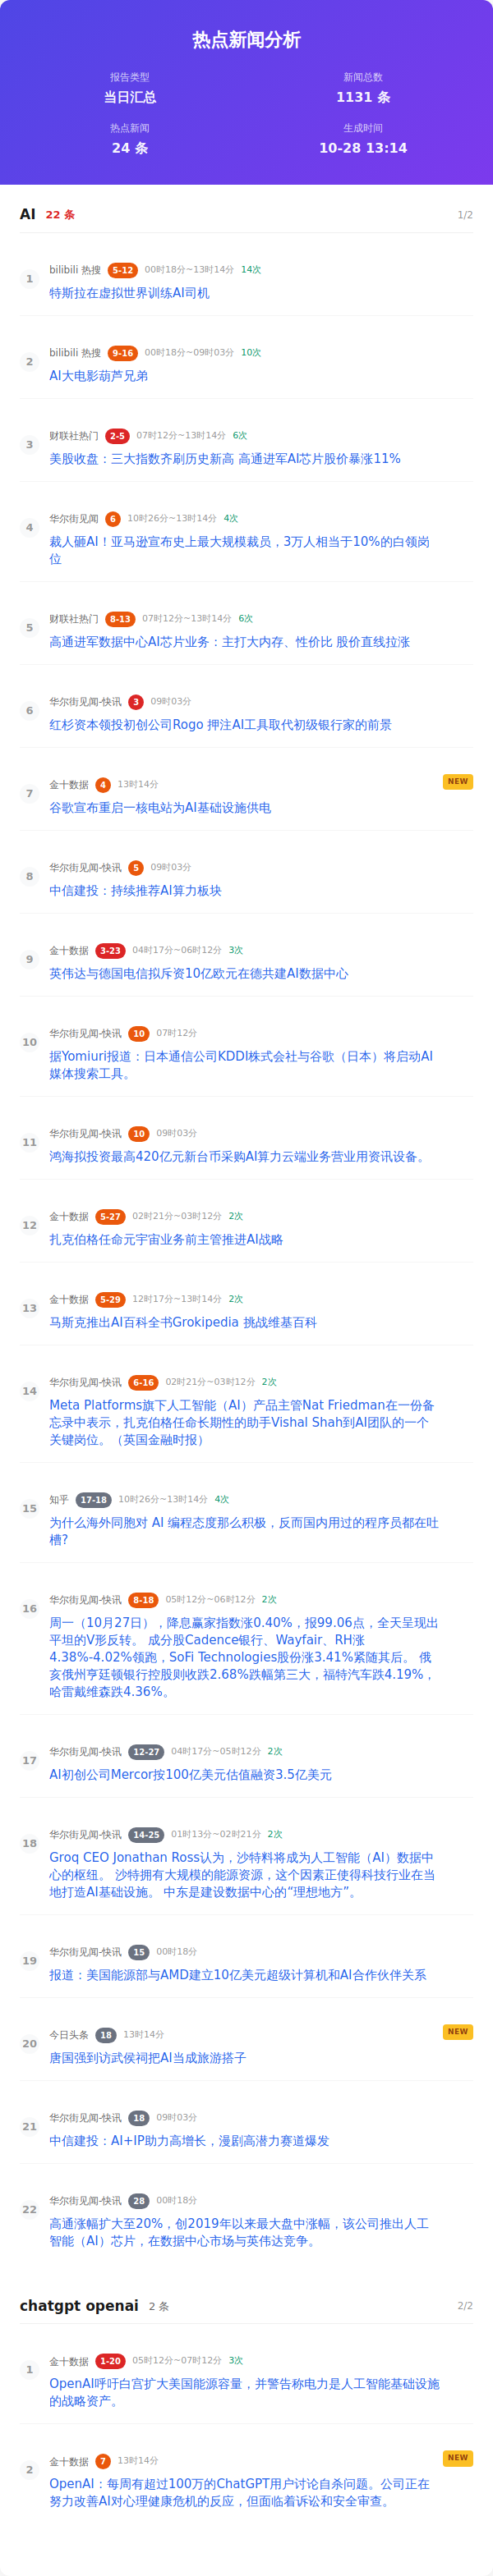 热点新闻分析
报告类型
新闻总数
当日汇总
1131 条
热点新闻
生成时间
24 条
10-28 13:14
AI 22 条 1/2
1
bilibili 热搜 5-12 00时18分~13时14分 14次
特斯拉在虚拟世界训练AI司机
2
bilibili 热搜 9-16 00时18分~09时03分 10次
AI大电影葫芦兄弟
3
财联社热门 2-5 07时12分~13时14分 6次
美股收盘：三大指数齐刷历史新高 高通进军AI芯片股价暴涨11%
4
华尔街见闻 6 10时26分~13时14分 4次
裁人砸AI！亚马逊宣布史上最大规模裁员，3万人相当于10%的白领岗
位
5
财联社热门 8-13 07时12分~13时14分 6次
高通进军数据中心AI芯片业务：主打大内存、性价比 股价直线拉涨
6
华尔街见闻-快讯 3 09时03分
红杉资本领投初创公司Rogo 押注AI工具取代初级银行家的前景
7
金十数据 4 13时14分 NEW
谷歌宣布重启一核电站为AI基础设施供电
8
华尔街见闻-快讯 5 09时03分
中信建投：持续推荐AI算力板块
9
金十数据 3-23 04时17分~06时12分 3次
英伟达与德国电信拟斥资10亿欧元在德共建AI数据中心
10
华尔街见闻-快讯 10 07时12分
据Yomiuri报道：日本通信公司KDDI株式会社与谷歌（日本）将启动AI
媒体搜索工具。
11
华尔街见闻-快讯 10 09时03分
鸿海拟投资最高420亿元新台币采购AI算力云端业务营业用资讯设备。
12
金十数据 5-27 02时21分~03时12分 2次
扎克伯格任命元宇宙业务前主管推进AI战略
13
金十数据 5-29 12时17分~13时14分 2次
马斯克推出AI百科全书Grokipedia 挑战维基百科
14
华尔街见闻-快讯 6-16 02时21分~03时12分 2次
Meta Platforms旗下人工智能（AI）产品主管Nat Friedman在一份备
忘录中表示，扎克伯格任命长期性的助手Vishal Shah到AI团队的一个
关键岗位。（英国金融时报）
15
知乎 17-18 10时26分~13时14分 4次
为什么海外同胞对 AI 编程态度那么积极，反而国内用过的程序员都在吐
槽?
16
华尔街见闻-快讯 8-18 05时12分~06时12分 2次
周一（10月27日），降息赢家指数涨0.40%，报99.06点，全天呈现出
平坦的V形反转。 成分股Cadence银行、Wayfair、RH涨
4.38%-4.02%领跑，SoFi Technologies股份涨3.41%紧随其后。 俄
亥俄州亨廷顿银行控股则收跌2.68%跌幅第三大，福特汽车跌4.19%，
哈雷戴维森跌4.36%。
17
华尔街见闻-快讯 12-27 04时17分~05时12分 2次
AI初创公司Mercor按100亿美元估值融资3.5亿美元
18
华尔街见闻-快讯 14-25 01时13分~02时21分 2次
Groq CEO Jonathan Ross认为，沙特料将成为人工智能（AI）数据中
心的枢纽。 沙特拥有大规模的能源资源，这个因素正使得科技行业在当
地打造AI基础设施。 中东是建设数据中心的“理想地方”。
19
华尔街见闻-快讯 15 00时18分
报道：美国能源部与AMD建立10亿美元超级计算机和AI合作伙伴关系
20
今日头条 18 13时14分 NEW
唐国强到访武侯祠把AI当成旅游搭子
21
华尔街见闻-快讯 18 09时03分
中信建投：AI+IP助力高增长，漫剧高潜力赛道爆发
22
华尔街见闻-快讯 28 00时18分
高通涨幅扩大至20%，创2019年以来最大盘中涨幅，该公司推出人工
智能（AI）芯片，在数据中心市场与英伟达竞争。
chatgpt openai 2 条 2/2
1
金十数据 1-20 05时12分~07时12分 3次
OpenAI呼吁白宫扩大美国能源容量，并警告称电力是人工智能基础设施
的战略资产。
2
金十数据 7 13时14分 NEW
OpenAI：每周有超过100万的ChatGPT用户讨论自杀问题。公司正在
努力改善AI对心理健康危机的反应，但面临着诉讼和安全审查。